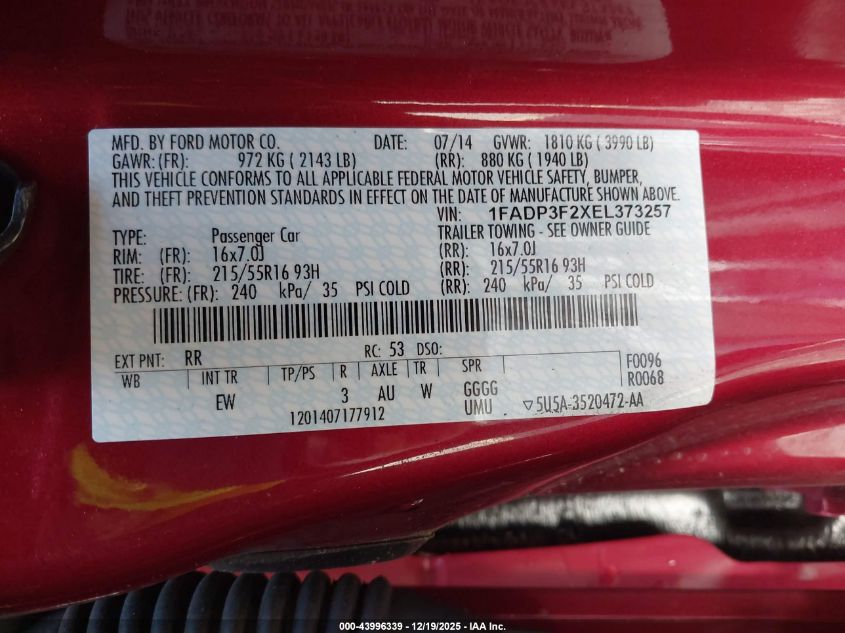 MFD. BY FORD MOTOR CO. DATE: 07/14 GVWR: 1810 KG ( 3990 LB)
GAWR: (FR): 972 KG ( 2143 LB) (RR): 880 KG ( 1940 LB)
THIS VEHICLE CONFORMS TO ALL APPLICABLE FEDERAL MOTOR VEHICLE SAFETY, BUMPER,
AND THEFT PREVENTION STANDARDS IN EFFECT ON THE DATE OF MANUFACTURE SHOWN ABOVE.
VIN: 1FADP3F2XEL373257
TYPE: Passenger Car TRAILER TOWING - SEE OWNER GUIDE
RIM: (FR): 16x7.0J (RR): 16x7.0J
TIRE: (FR): 215/55R16 93H (RR): 215/55R16 93H
PRESSURE: (FR): 240 kPa/ 35 PSI COLD (RR): 240 kPa/ 35 PSI COLD
EXT PNT: RR RC: 53 DSO: F0096
WB INT TR TP/PS R AXLE TR SPR R0068
EW 3 AU W GGGG
1201407177912 UMU ▽5U5A-3520472-AA
000-43996339 - 12/19/2025 - IAA Inc.